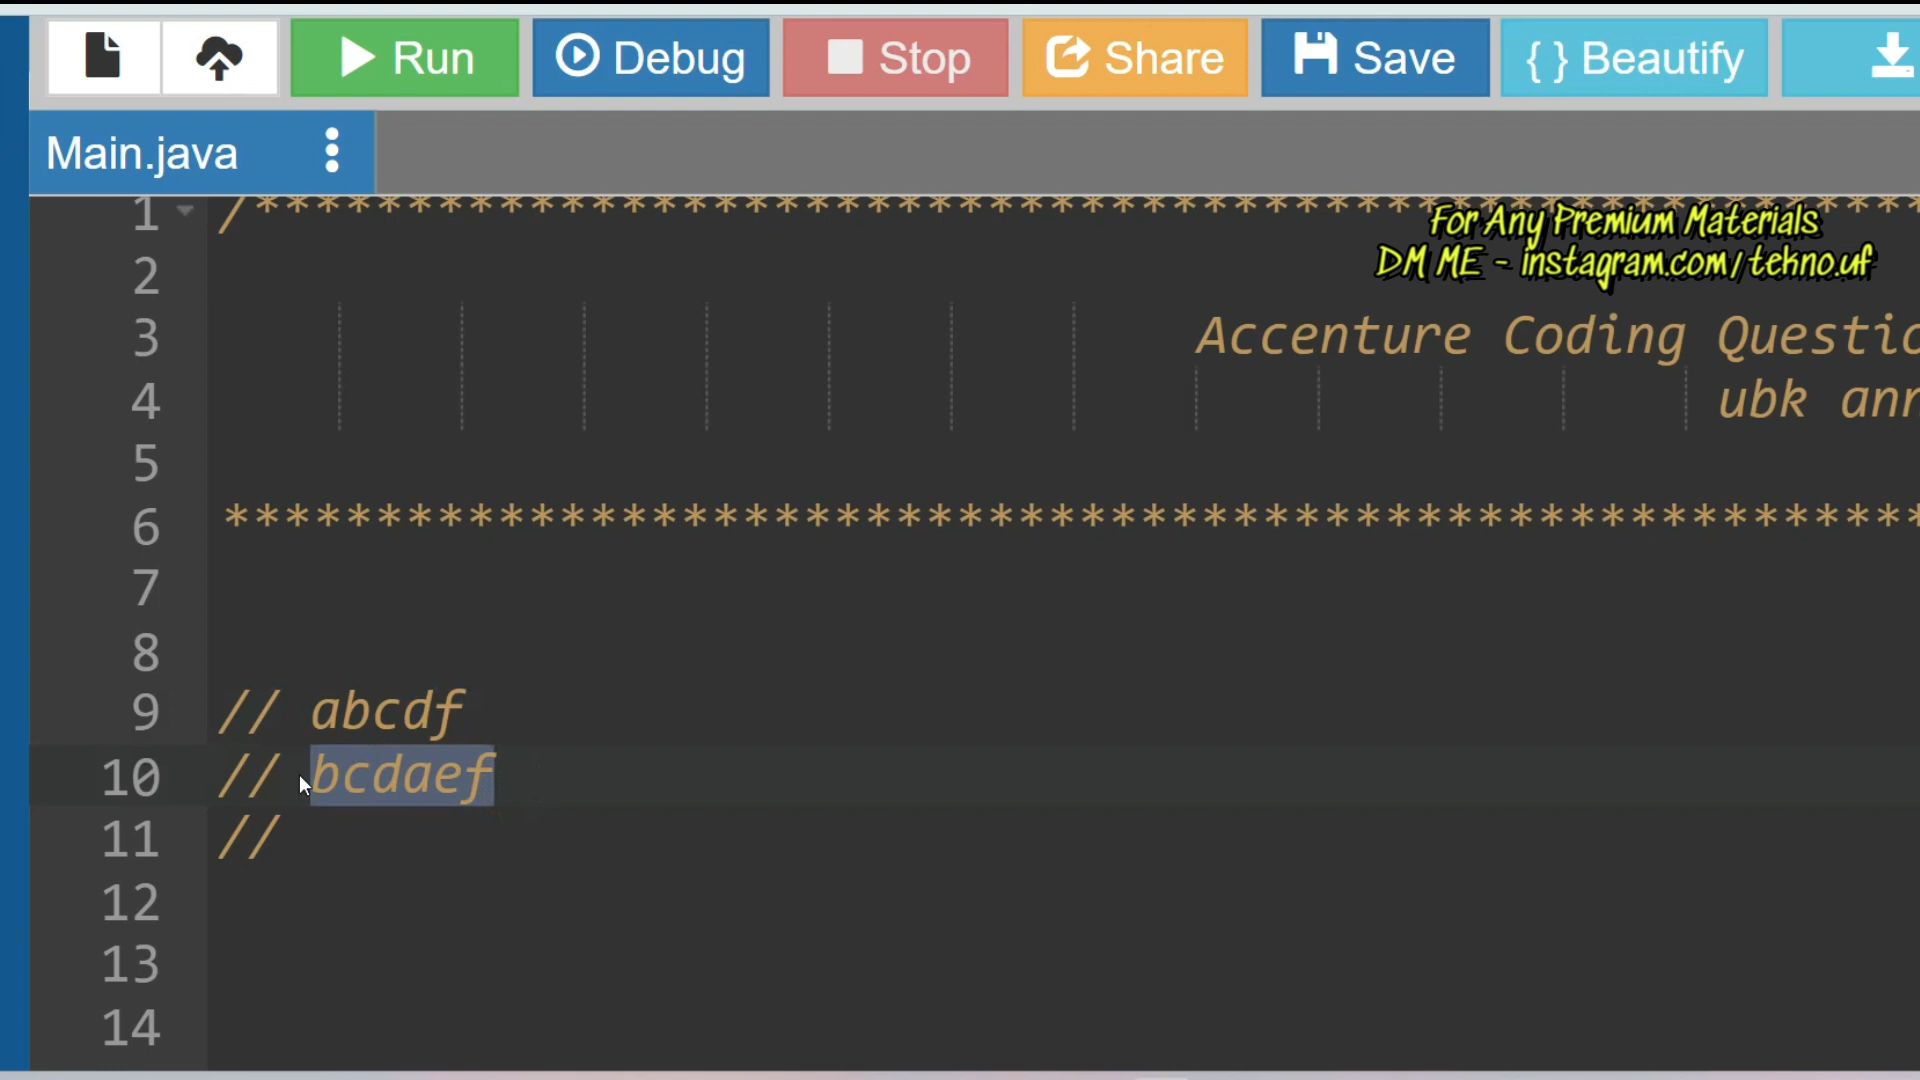 Run Debug Stop Share Save { } Beautify
Main.java
1 /*******************************************************
For Any Premium Materials
DM ME - instagram.com/tekno.uf
2
3 Accenture Coding Questio
4 ubk ann
5
6 *******************************************************
7
8
9 // abcdf
10 // bcdaef
11 //
12
13
14